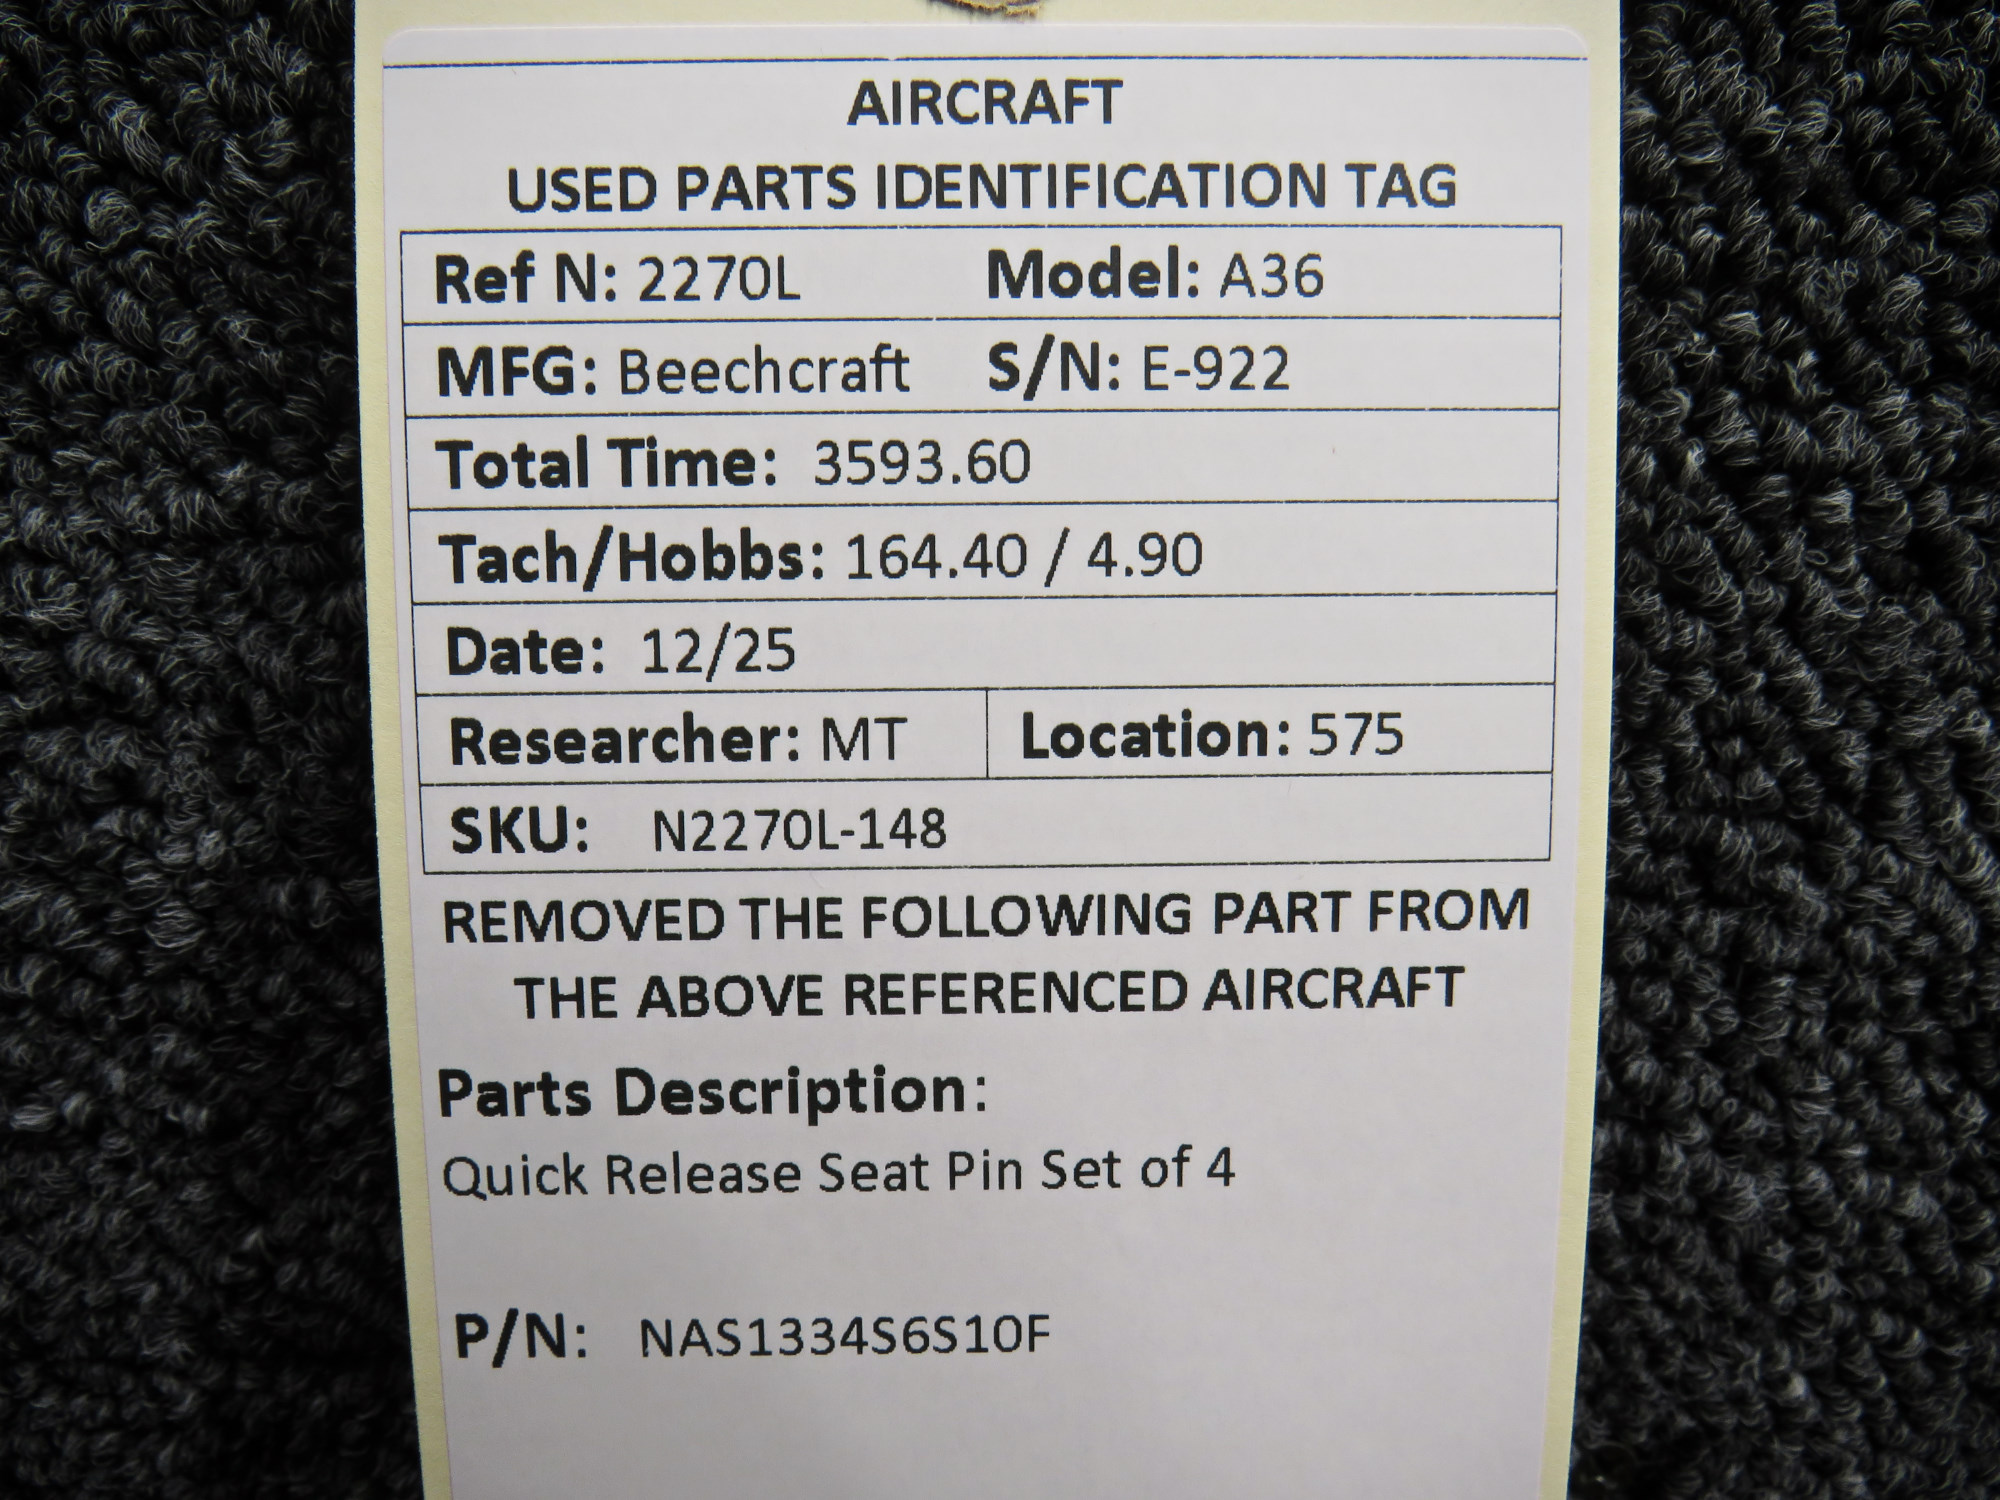 AIRCRAFT
USED PARTS IDENTIFICATION TAG
Ref N: 2270L Model: A36
MFG: Beechcraft S/N: E-922
Total Time: 3593.60
Tach/Hobbs: 164.40 / 4.90
Date: 12/25
Researcher: MT Location: 575
SKU: N2270L-148
REMOVED THE FOLLOWING PART FROM
THE ABOVE REFERENCED AIRCRAFT
Parts Description:
Quick Release Seat Pin Set of 4
P/N: NAS1334S6S10F